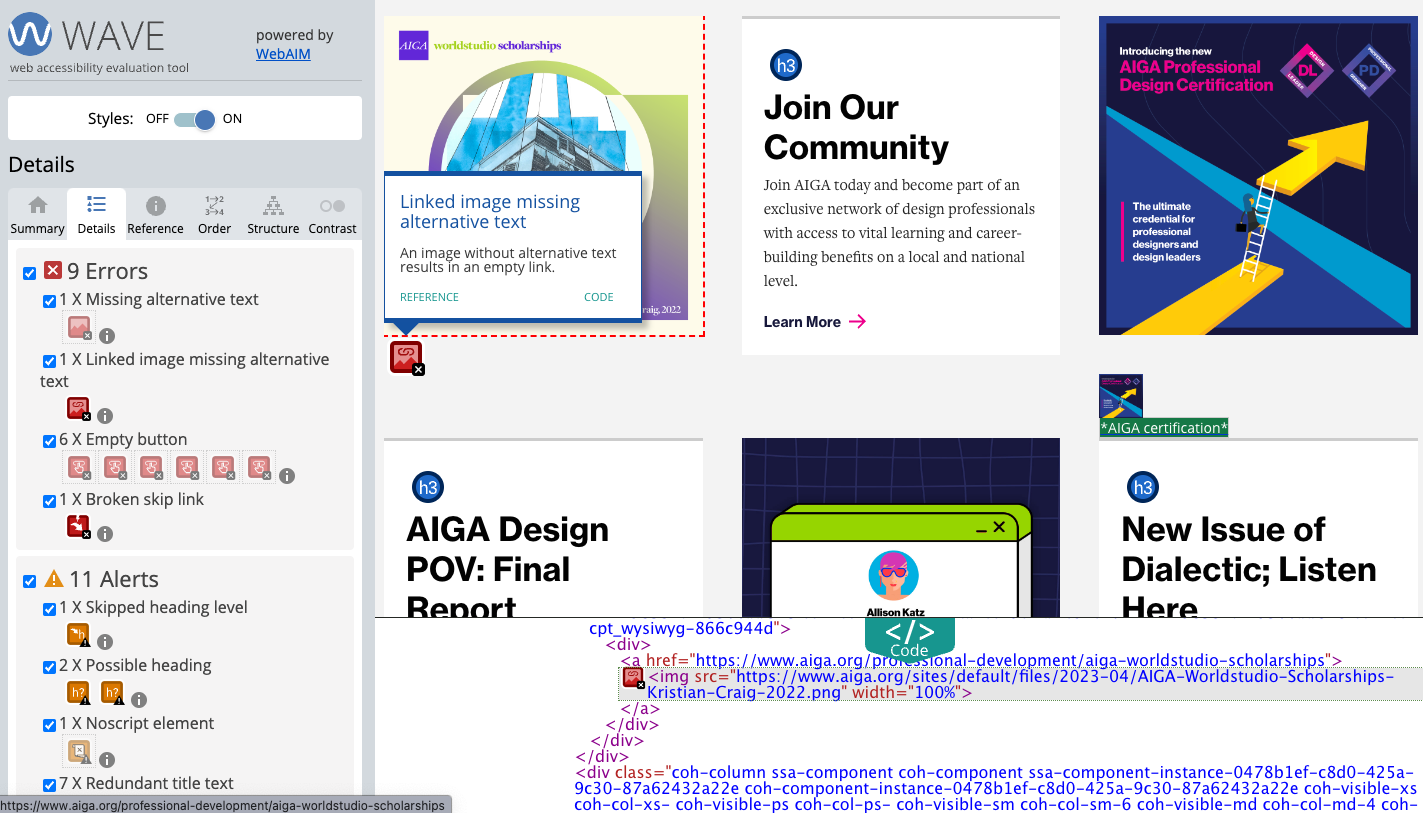 WAVE
web accessibility evaluation tool
powered by
WebAIM
Styles: OFF ON
Details
Summary Details Reference Order Structure Contrast
9 Errors
1 X Missing alternative text
1 X Linked image missing alternative
text
6 X Empty button
1 X Broken skip link
11 Alerts
1 X Skipped heading level
2 X Possible heading
h? h?
1 X Noscript element
7 X Redundant title text
https://www.aiga.org/professional-development/aiga-worldstudio-scholarships
AIGA worldstudio scholarships
Linked image missing
alternative text
An image without alternative text
results in an empty link.
REFERENCE CODE
raig, 2022
h3
Join Our
Community
Join AIGA today and become part of an
exclusive network of design professionals
with access to vital learning and career-
building benefits on a local and national
level.
Learn More
Introducing the new
AIGA Professional
Design Certification
DL
DESIGN
LEADER
PD
PROFESSIONAL
DESIGNER
The ultimate
credential for
professional
designers and
design leaders
*AIGA certification*
h3
AIGA Design
POV: Final
Report
Allison Katz
h3
New Issue of
Dialectic; Listen
Here
</>
Code
cpt_wysiwyg-866c944d">
<div>
<a href="https://www.aiga.org/professional-development/aiga-worldstudio-scholarships">
<img src="https://www.aiga.org/sites/default/files/2023-04/AIGA-Worldstudio-Scholarships-
Kristian-Craig-2022.png" width="100%">
</a>
</div>
</div>
</div>
<div class="coh-column ssa-component coh-component ssa-component-instance-0478b1ef-c8d0-425a-
9c30-87a62432a22e coh-component-instance-0478b1ef-c8d0-425a-9c30-87a62432a22e coh-visible-xs
coh-col-xs- coh-visible-ps coh-col-ps- coh-visible-sm coh-col-sm-6 coh-visible-md coh-col-md-4 coh-